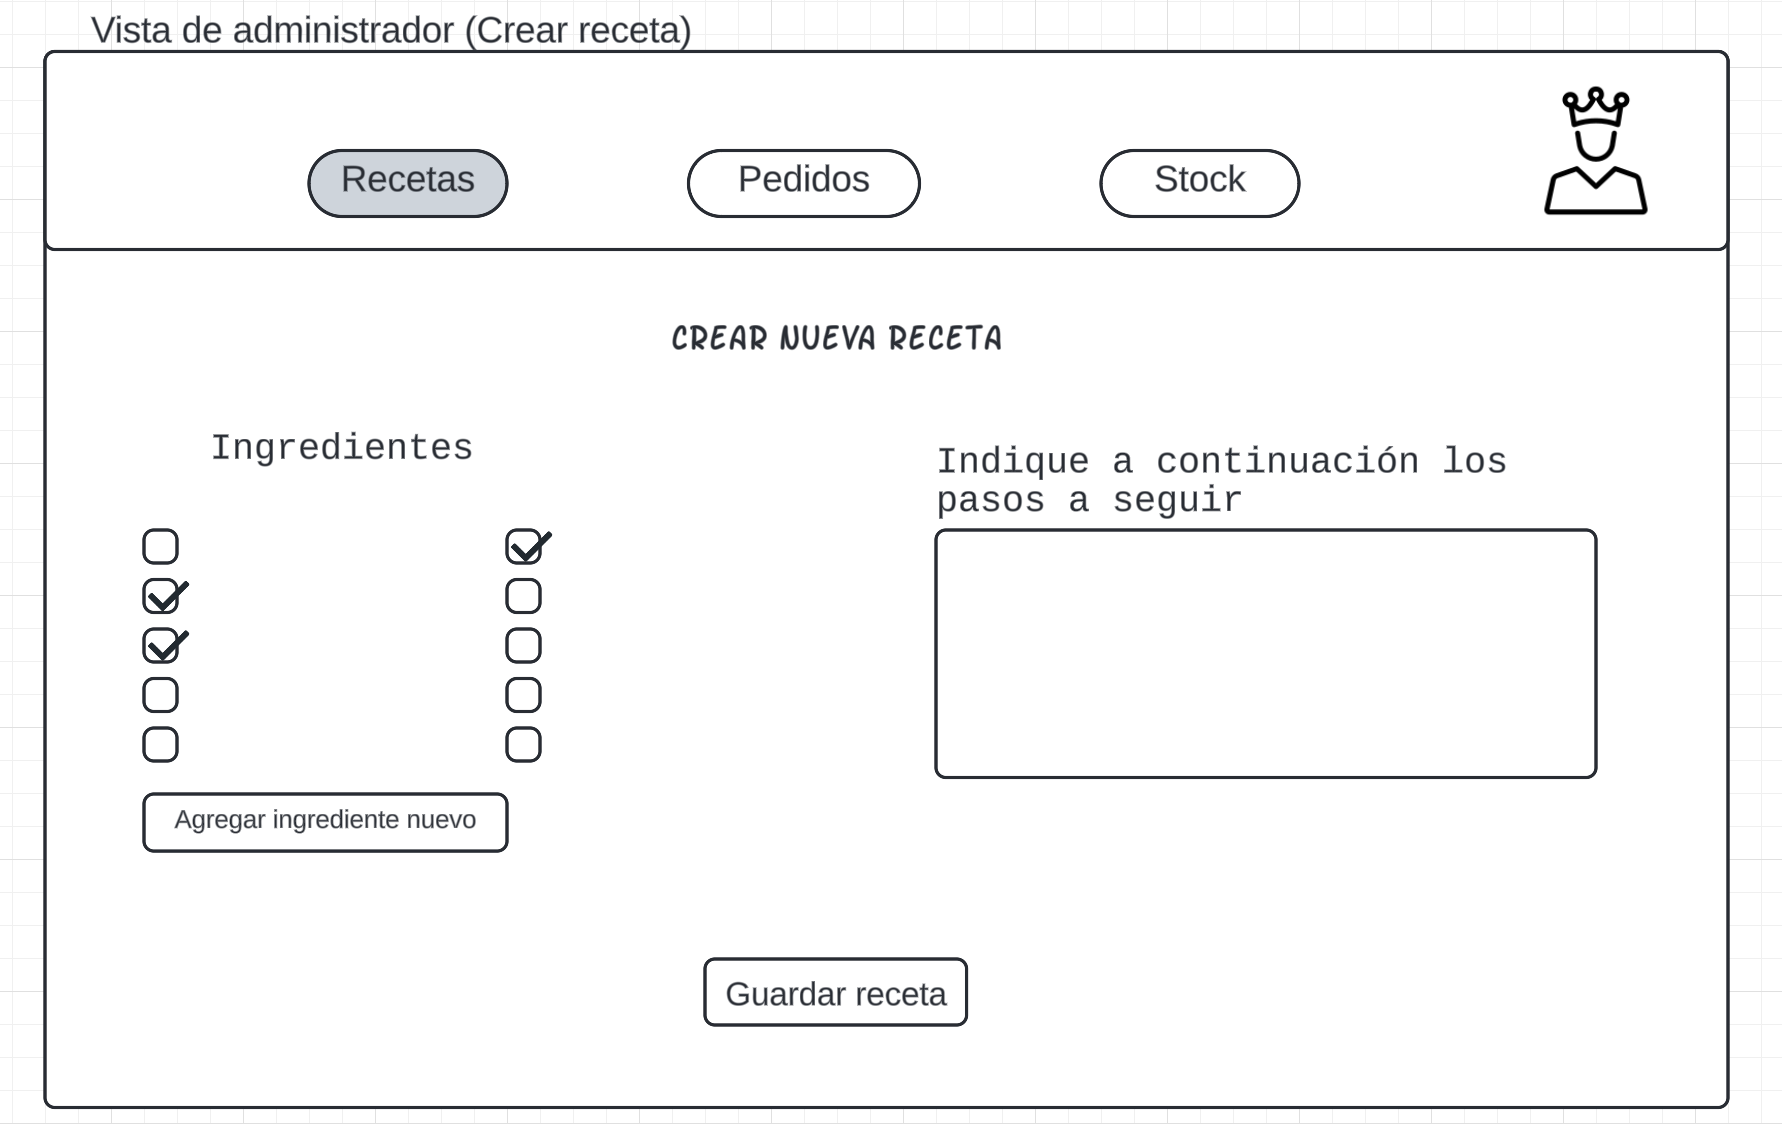 Vista de administrador (Crear receta)
Recetas
Pedidos
Stock
CREAR NUEVA RECETA
Ingredientes
Indique a continuación los
pasos a seguir
Agregar ingrediente nuevo
Guardar receta